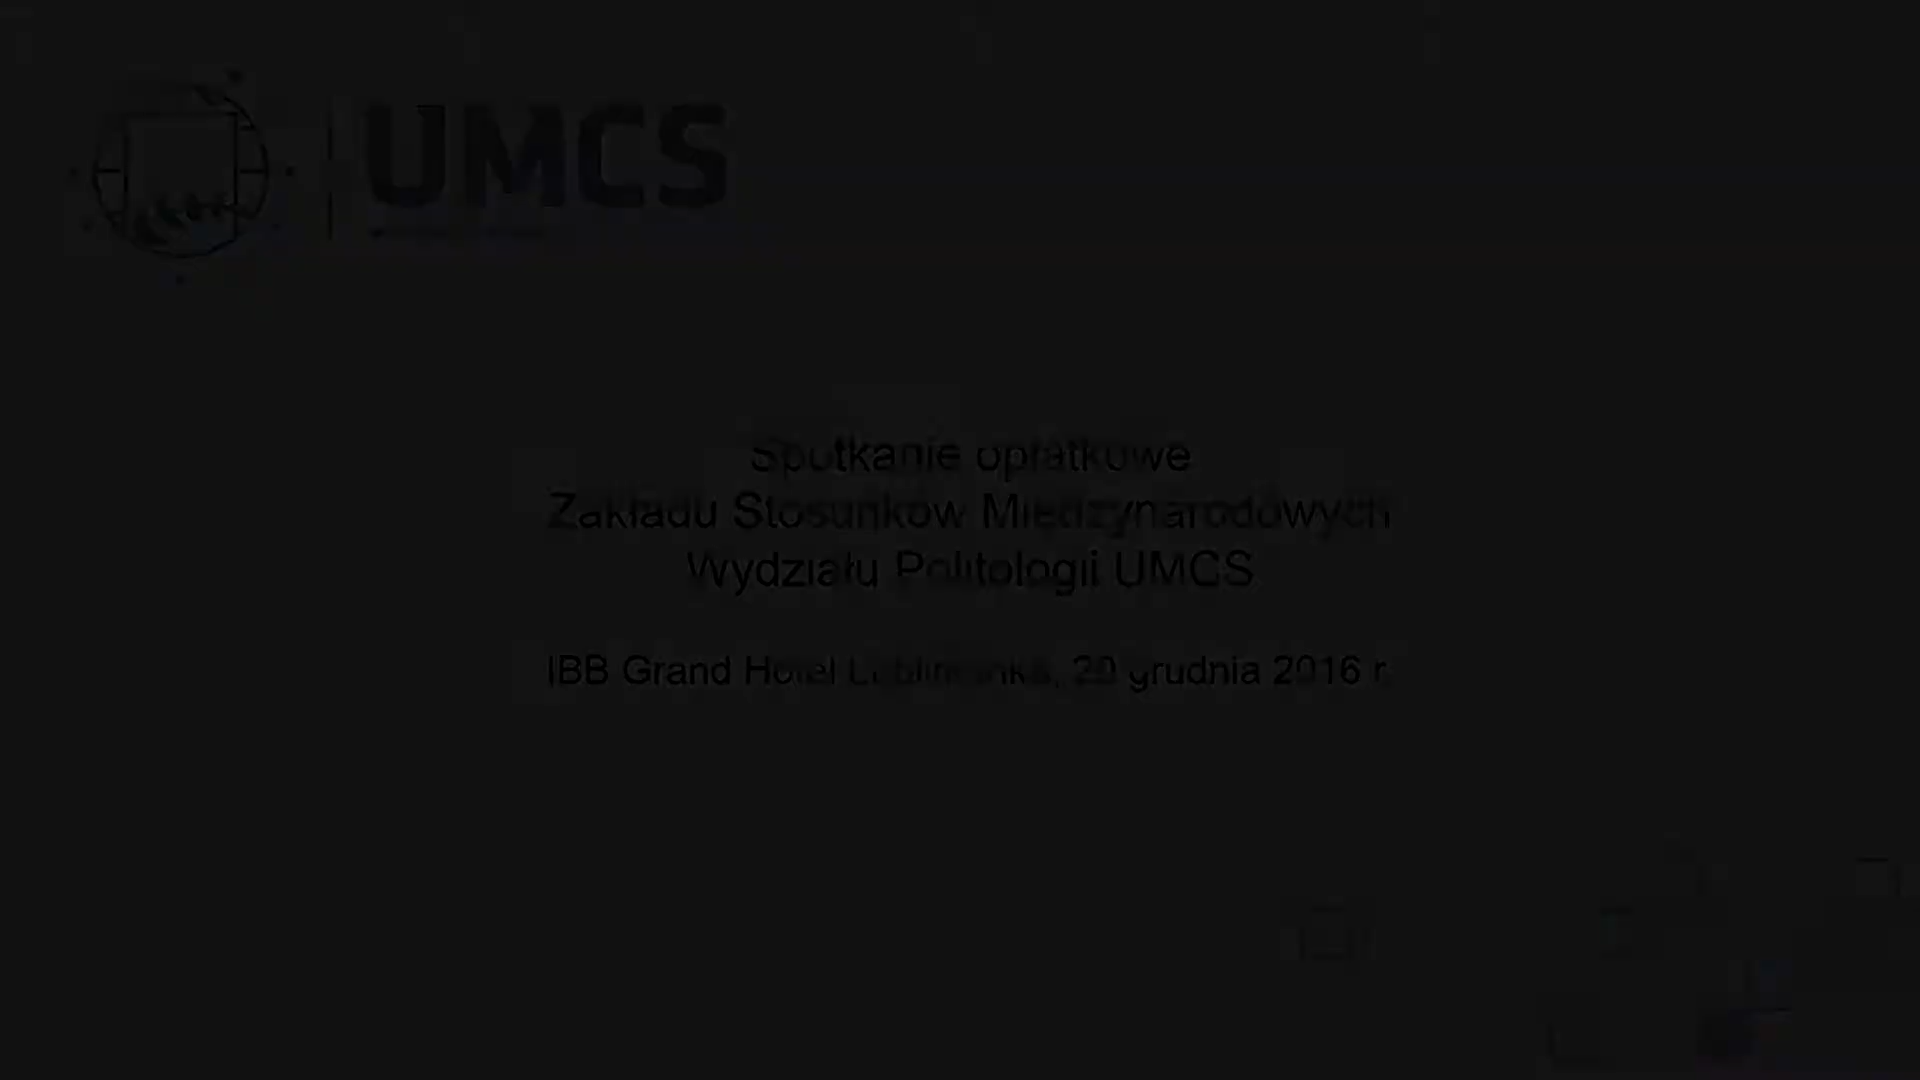 UMCS
Spotkanie opłatkowe
Zakładu Stosunków Międzynarodowych
Wydziału Politologii UMCS
IBB Grand Hotel Lublinianka, 20 grudnia 2016 r.